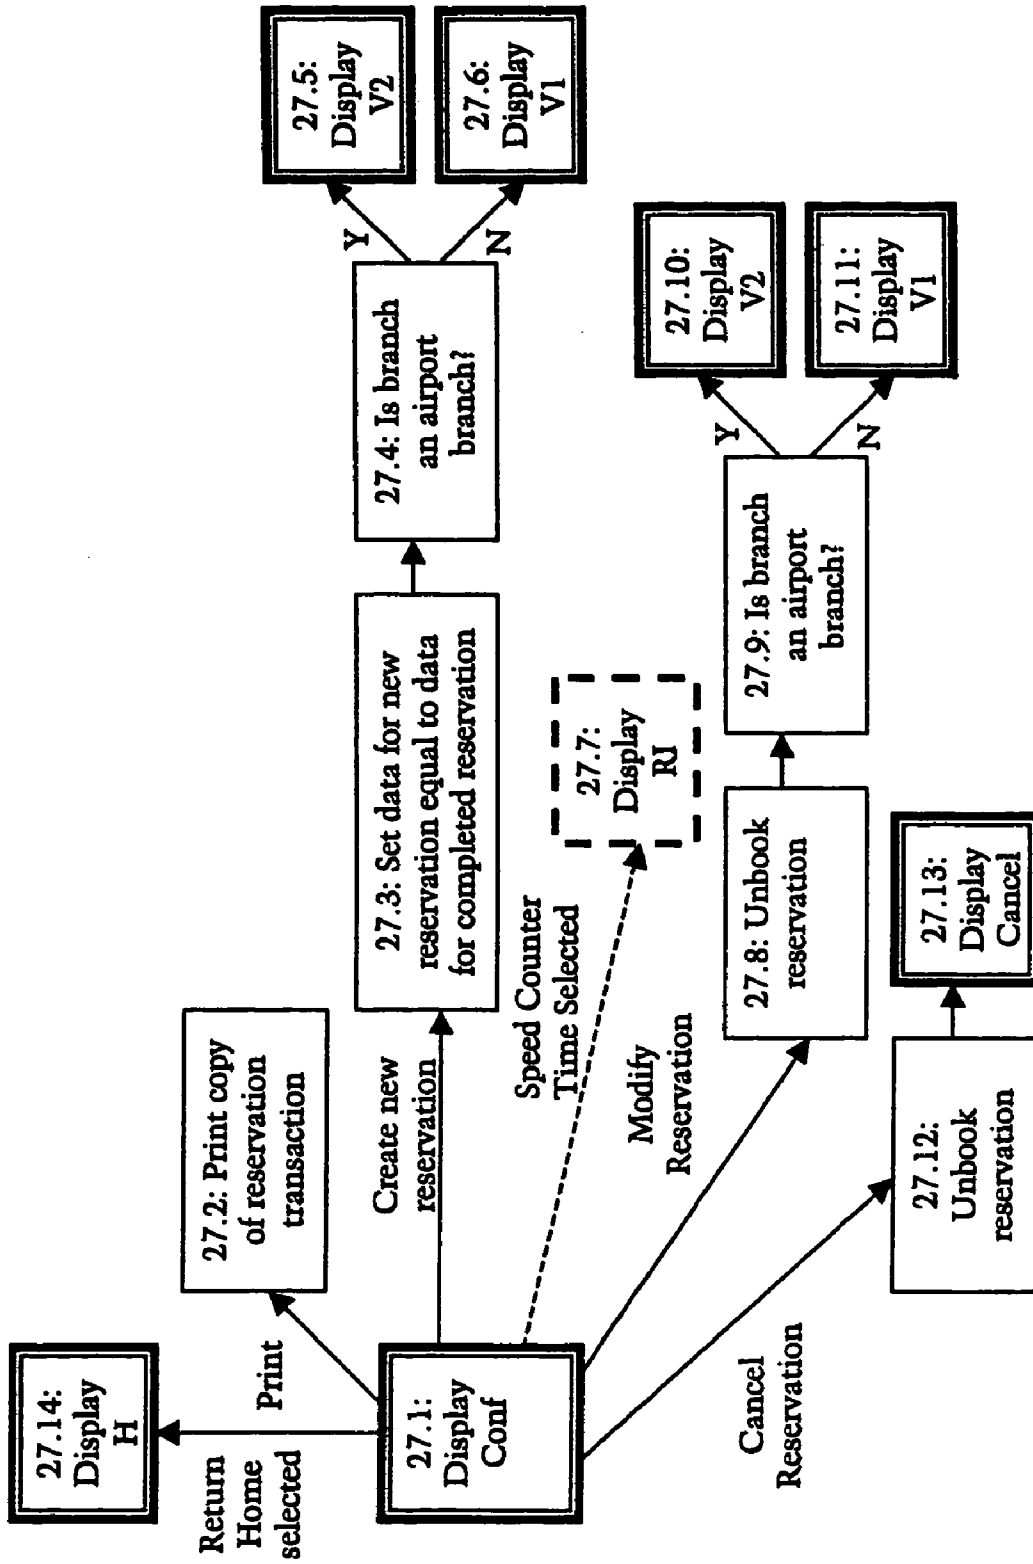 27.14:
Display
H
Return
Home
selected
Print
27.2: Print copy
of reservation
transaction
27.1:
Display
Conf
Create new
reservation
27.3: Set data for new
reservation equal to data
for completed reservation
27.4: Is branch
an airport
branch?
Y
N
27.5:
Display
V2
27.6:
Display
V1
Speed Counter
Time Selected
27.7:
Display
RI
Modify
Reservation
27.8: Unbook
reservation
27.9: Is branch
an airport
branch?
Y
N
27.10:
Display
V2
27.11:
Display
V1
Cancel
Reservation
27.12:
Unbook
reservation
27.13:
Display
Cancel